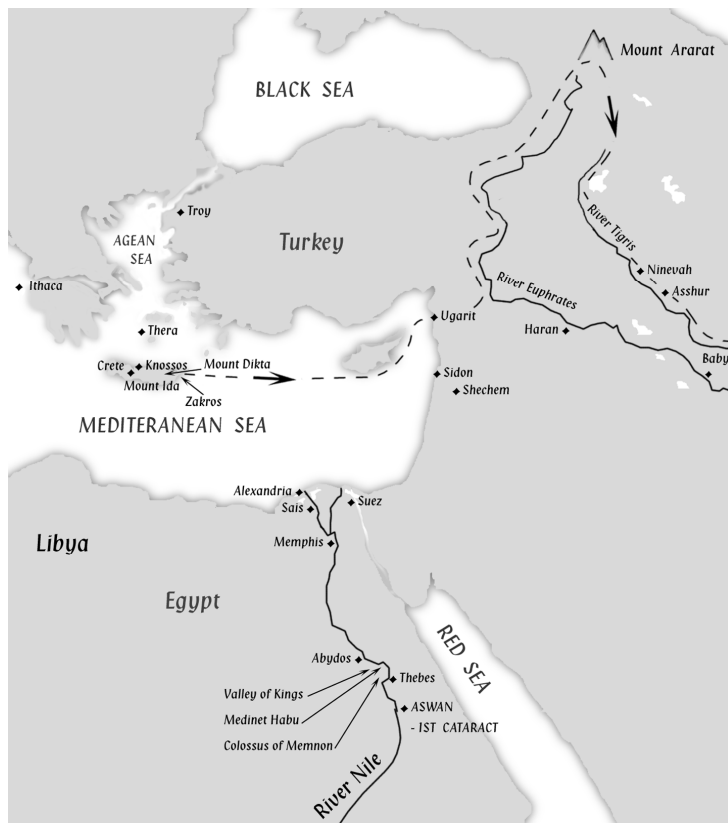 Mount Ararat
BLACK SEA
Troy
AGEAN
SEA
Turkey
River Tigris
Ninevah
Asshur
Ithaca
River Euphrates
Ugarit
Haran
Thera
Baby
Crete
Knossos
Mount Dikta
Mount Ida
Zakros
Sidon
Shechem
MEDITERANEAN SEA
Alexandria
Sais
Suez
Libya
Memphis
Egypt
RED SEA
Abydos
Thebes
Valley of Kings
Medinet Habu
ASWAN
- 1ST CATARACT
Colossus of Memnon
River Nile